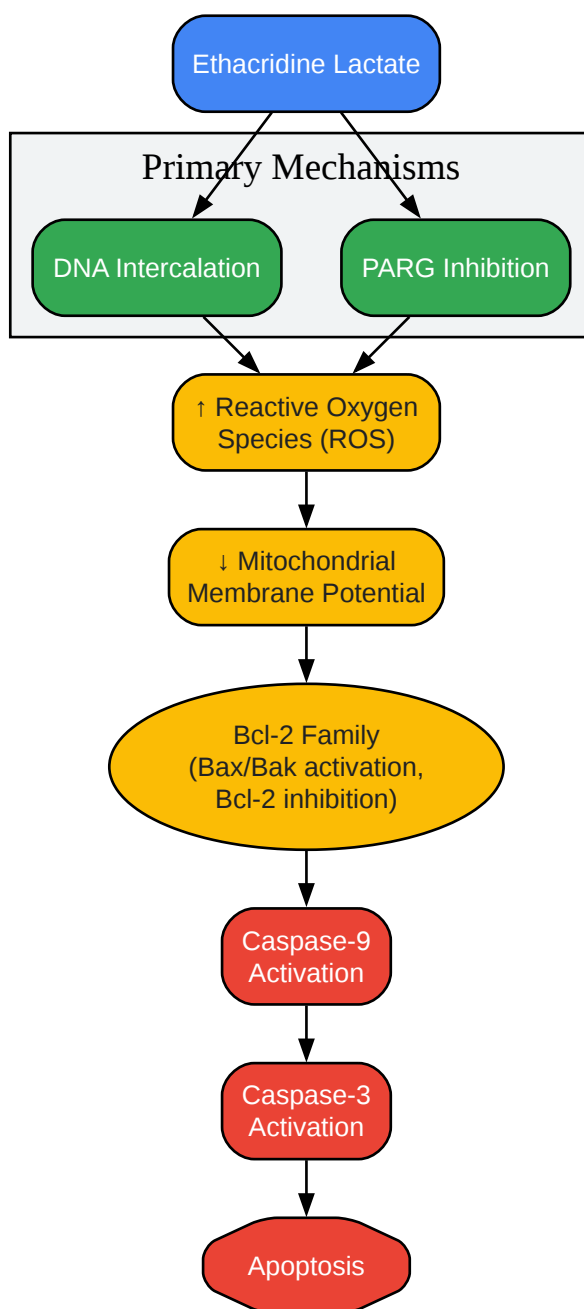 Ethacridine Lactate
Primary Mechanisms
DNA Intercalation
PARG Inhibition
↑ Reactive Oxygen
Species (ROS)
↓ Mitochondrial
Membrane Potential
Bcl-2 Family
(Bax/Bak activation,
Bcl-2 inhibition)
Caspase-9
Activation
Caspase-3
Activation
Apoptosis